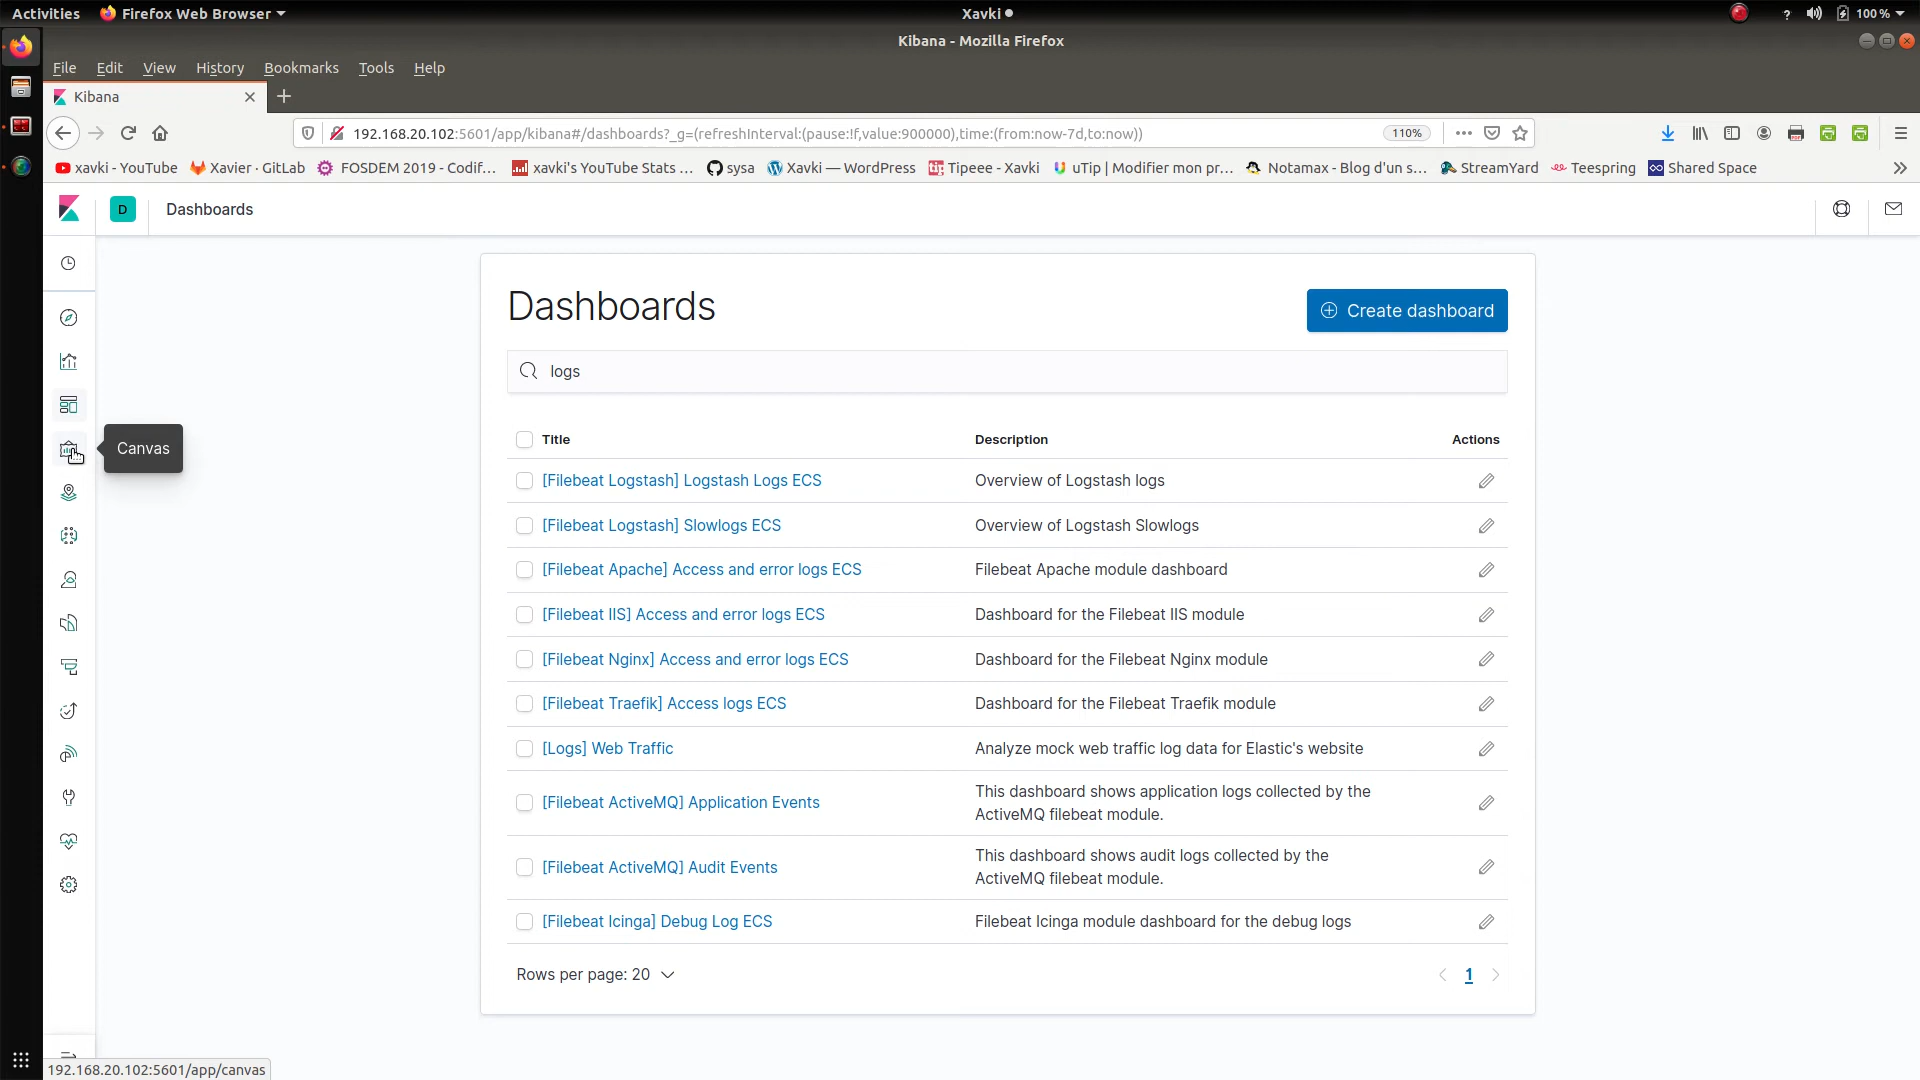 Activities
Firefox Web Browser
Xavki
?
100 %
Kibana - Mozilla Firefox
File Edit View History Bookmarks Tools Help
Kibana
192.168.20.102:5601/app/kibana#/dashboards?_g=(refreshInterval:(pause:!f,value:900000),time:(from:now-7d,to:now))
110%
xavki - YouTube
Xavier · GitLab
FOSDEM 2019 - Codif...
xavki's YouTube Stats ...
sysa
Xavki — WordPress
Tipeee - Xavki
uTip | Modifier mon pr...
Notamax - Blog d'un s...
StreamYard
Teespring
Shared Space
D
Dashboards
Dashboards
Create dashboard
logs
Canvas
Title Description Actions
[Filebeat Logstash] Logstash Logs ECS Overview of Logstash logs
[Filebeat Logstash] Slowlogs ECS Overview of Logstash Slowlogs
[Filebeat Apache] Access and error logs ECS Filebeat Apache module dashboard
[Filebeat IIS] Access and error logs ECS Dashboard for the Filebeat IIS module
[Filebeat Nginx] Access and error logs ECS Dashboard for the Filebeat Nginx module
[Filebeat Traefik] Access logs ECS Dashboard for the Filebeat Traefik module
[Logs] Web Traffic Analyze mock web traffic log data for Elastic's website
[Filebeat ActiveMQ] Application Events This dashboard shows application logs collected by the
ActiveMQ filebeat module.
[Filebeat ActiveMQ] Audit Events This dashboard shows audit logs collected by the
ActiveMQ filebeat module.
[Filebeat Icinga] Debug Log ECS Filebeat Icinga module dashboard for the debug logs
Rows per page: 20
1
192.168.20.102:5601/app/canvas